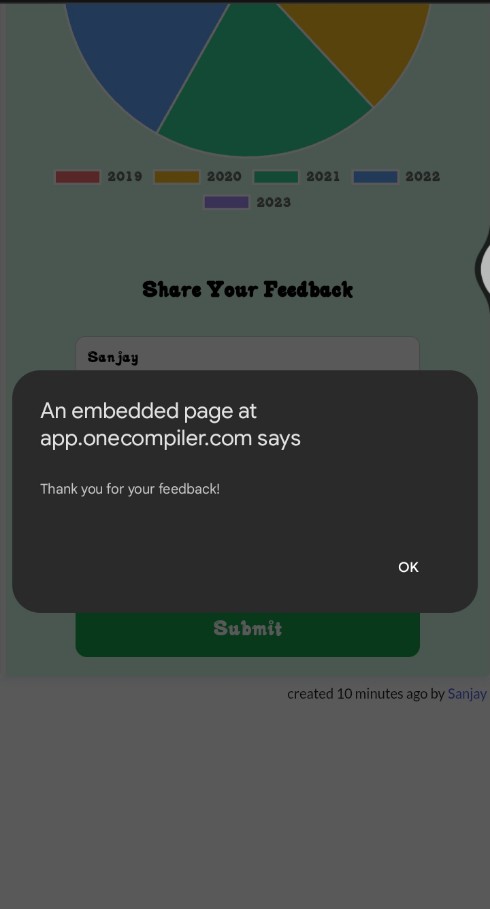 2019 2020 2021 2022
2023
Share Your Feedback
Sanjay
An embedded page at
app.onecompiler.com says
Thank you for your feedback!
OK
Submit
created 10 minutes ago by Sanjay